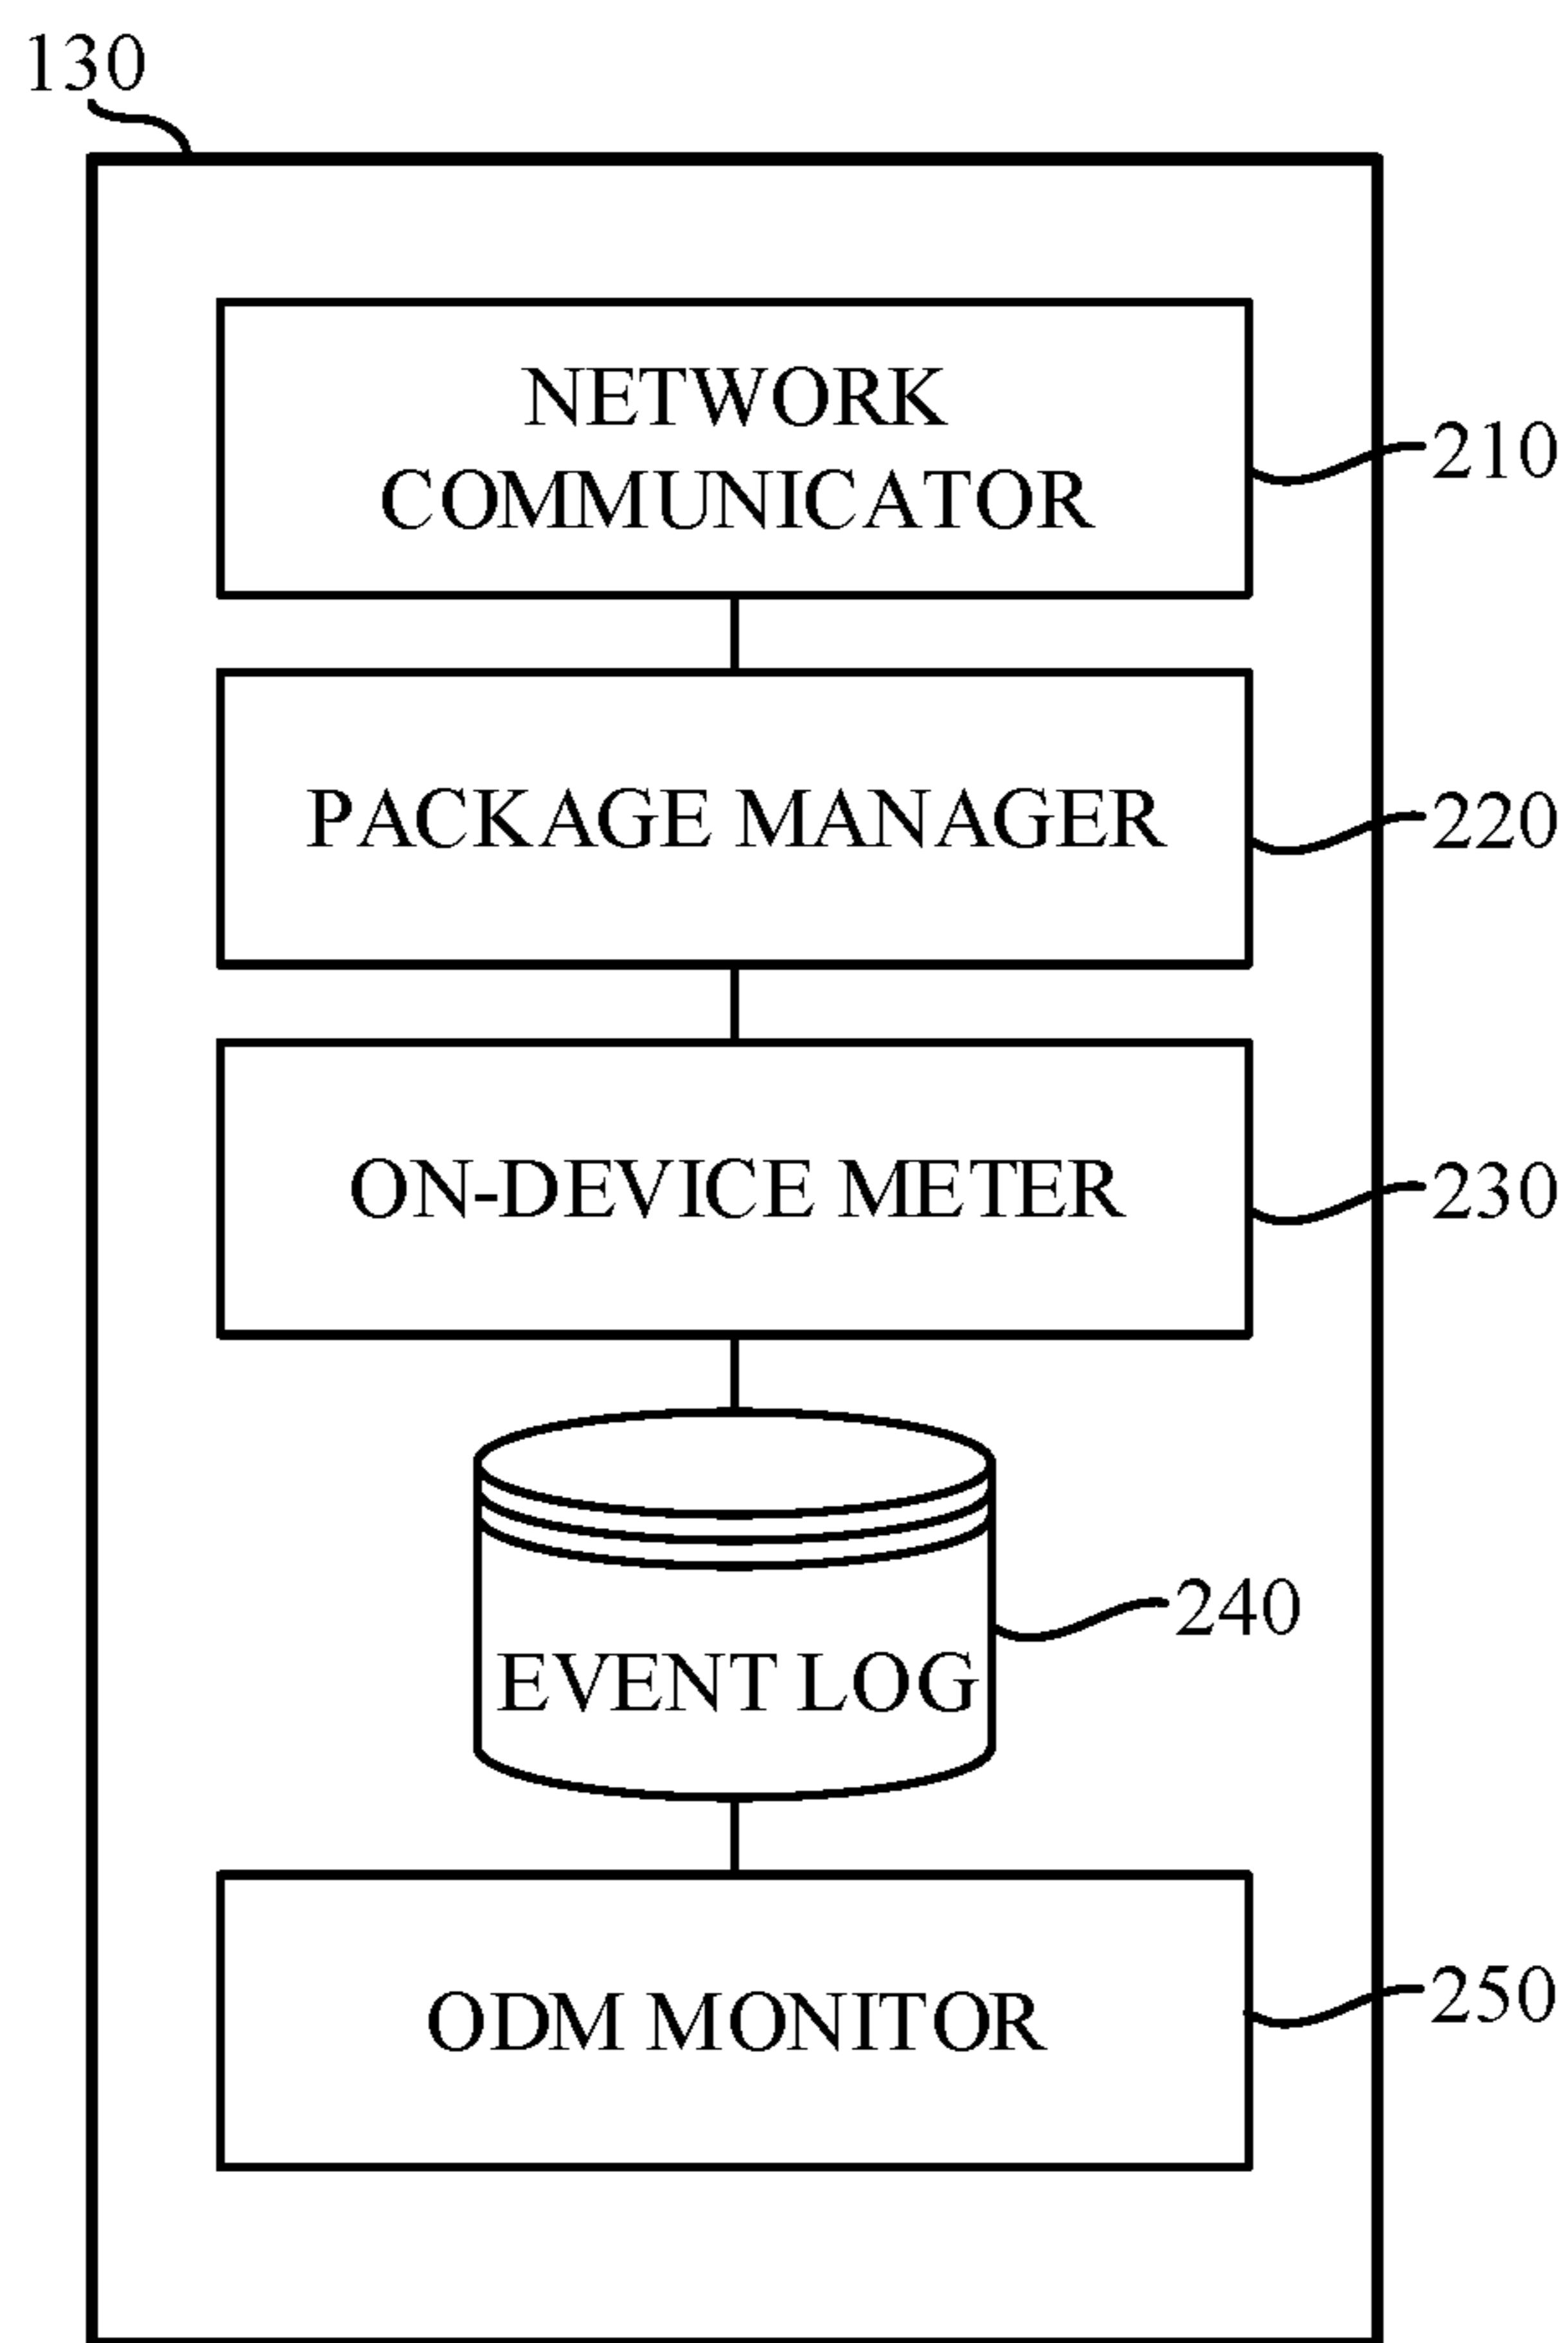 130
NETWORK
COMMUNICATOR
210
PACKAGE MANAGER
220
ON-DEVICE METER
230
EVENT LOG
240
ODM MONITOR
250